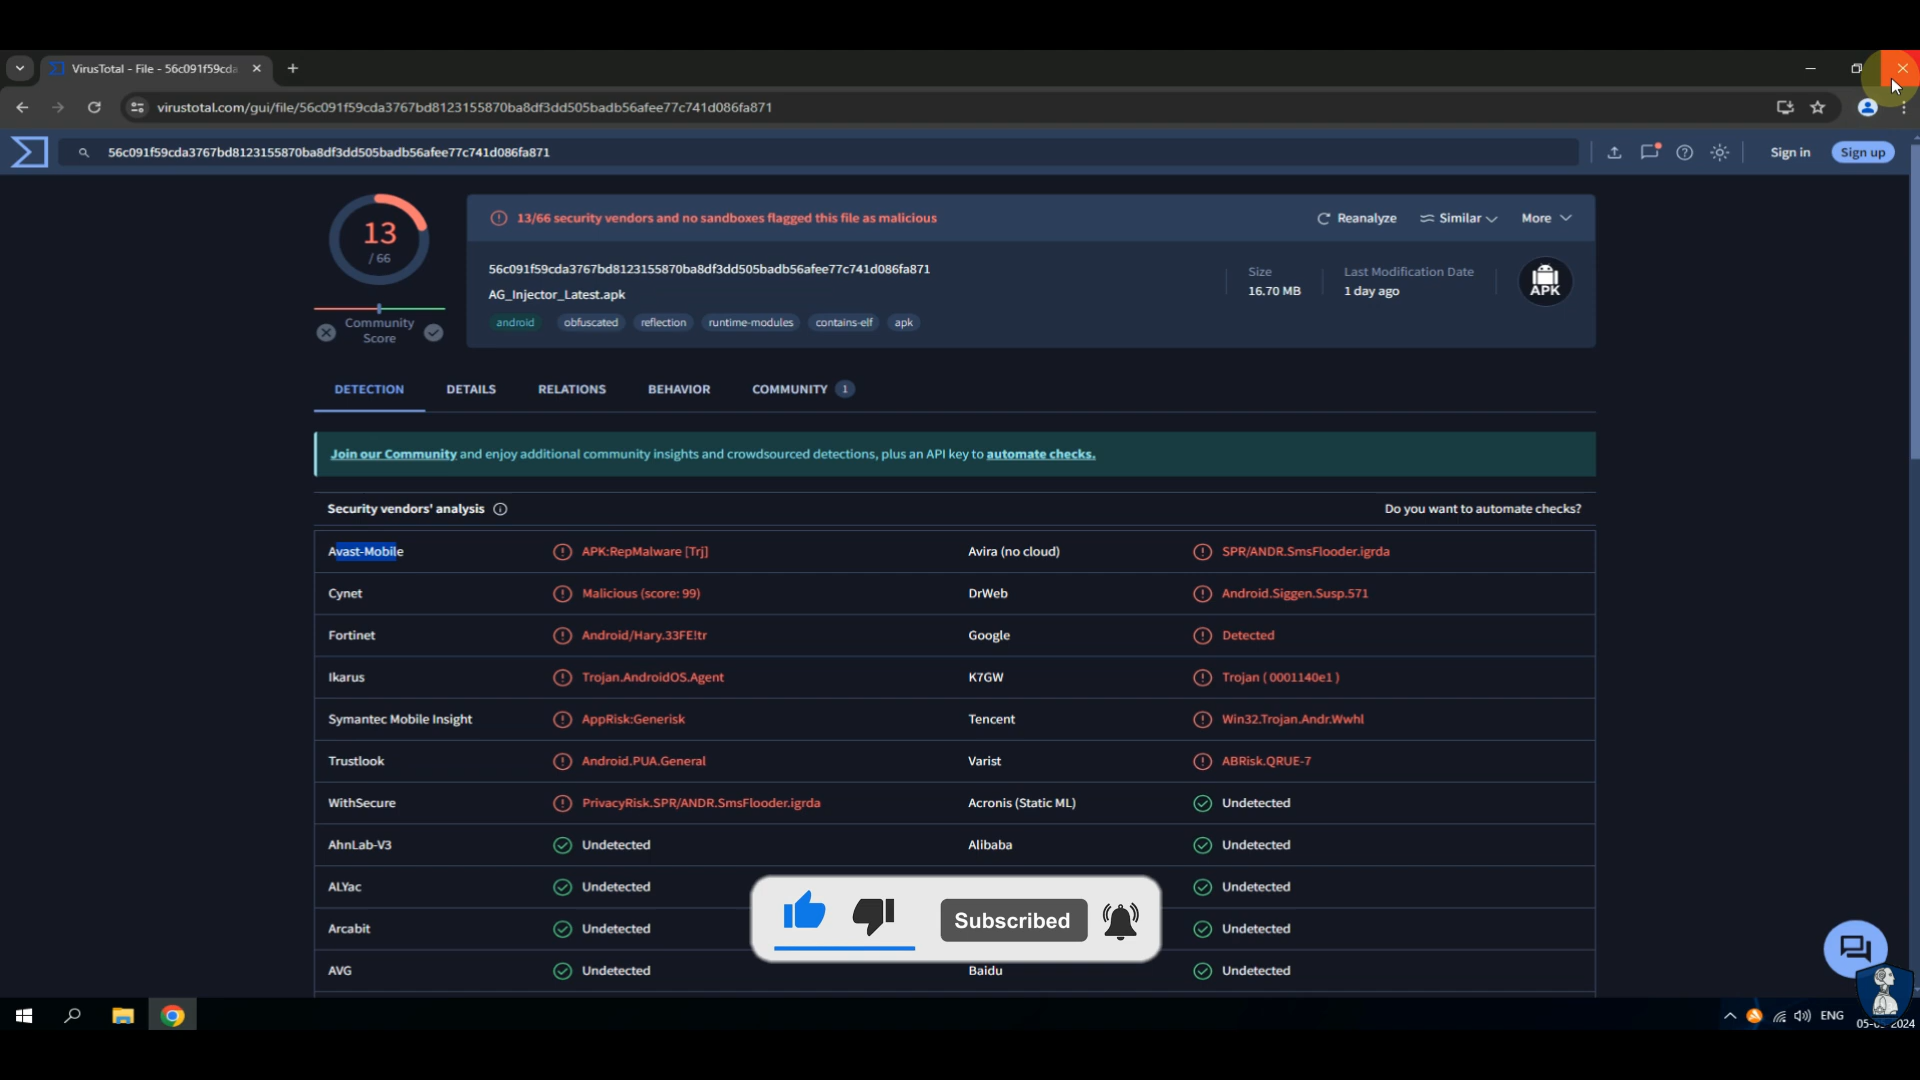 VirusTotal - File - 56c091f59cda
virustotal.com/gui/file/56c091f59cda3767bd8123155870ba8df3dd505badb56afee77c741d086fa871
56c091f59cda3767bd8123155870ba8df3dd505badb56afee77c741d086fa871
Sign in
Sign up
13
/ 66
Community
Score
13/66 security vendors and no sandboxes flagged this file as malicious
Reanalyze
Similar
More
56c091f59cda3767bd8123155870ba8df3dd505badb56afee77c741d086fa871
AG_Injector_Latest.apk
Size
16.70 MB
Last Modification Date
1 day ago
APK
android obfuscated reflection runtime-modules contains-elf apk
DETECTION DETAILS RELATIONS BEHAVIOR COMMUNITY 1
Join our Community and enjoy additional community insights and crowdsourced detections, plus an API key to automate checks.
Security vendors' analysis
Do you want to automate checks?
Avast-Mobile APK:RepMalware [Trj] Avira (no cloud) SPR/ANDR.SmsFlooder.igrda
Cynet Malicious (score: 99) DrWeb Android.Siggen.Susp.571
Fortinet Android/Hary.33FE!tr Google Detected
Ikarus Trojan.AndroidOS.Agent K7GW Trojan ( 0001140e1 )
Symantec Mobile Insight AppRisk:Generisk Tencent Win32.Trojan.Andr.Wwhl
Trustlook Android.PUA.General Varist ABRisk.QRUE-7
WithSecure PrivacyRisk.SPR/ANDR.SmsFlooder.igrda Acronis (Static ML) Undetected
AhnLab-V3 Undetected Alibaba Undetected
ALYac Undetected Undetected
Arcabit Undetected Undetected
AVG Undetected Baidu Undetected
Subscribed
ENG